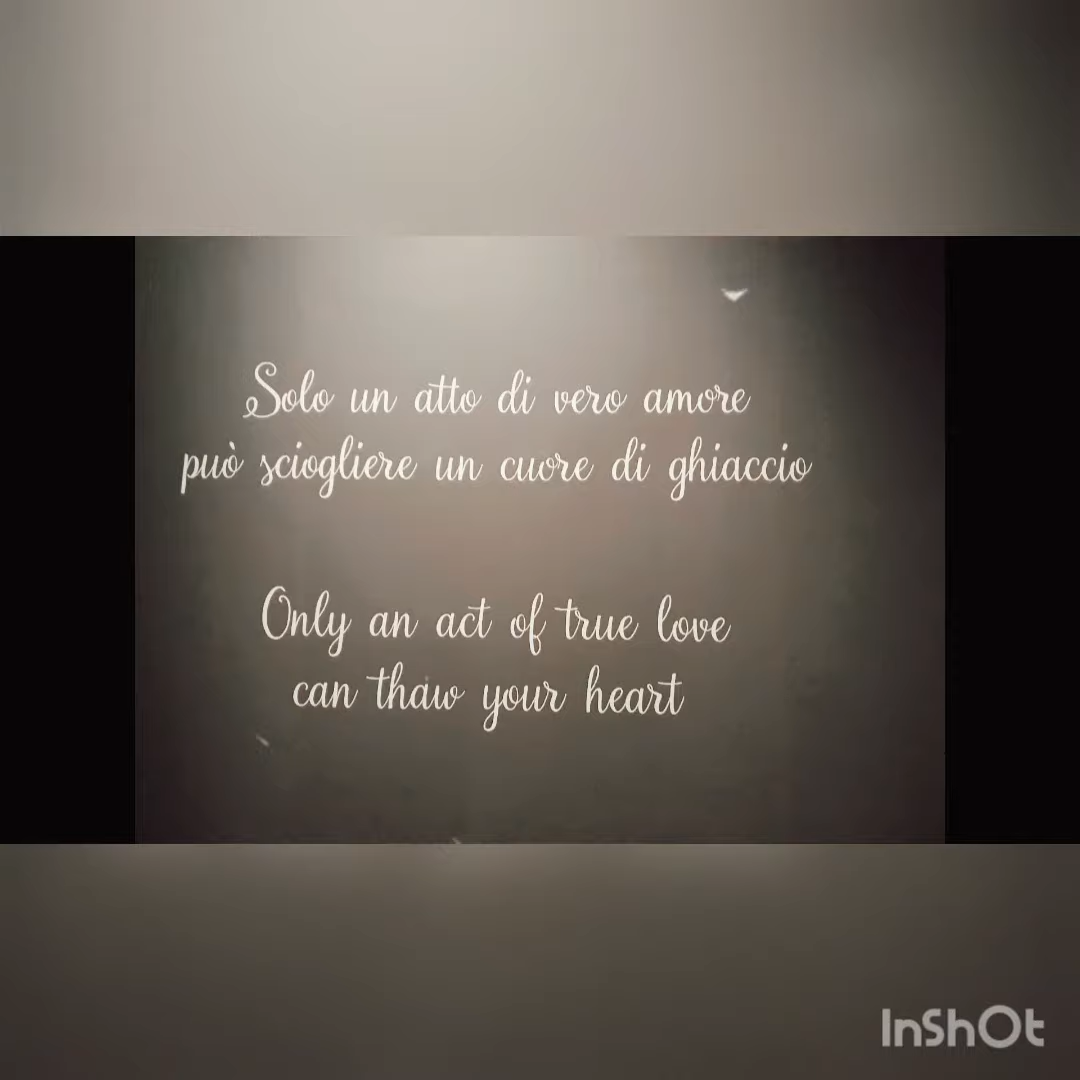 Solo un atto di vero amore
può sciogliere un cuore di ghiaccio
Only an act of true love
can thaw your heart
InShOt